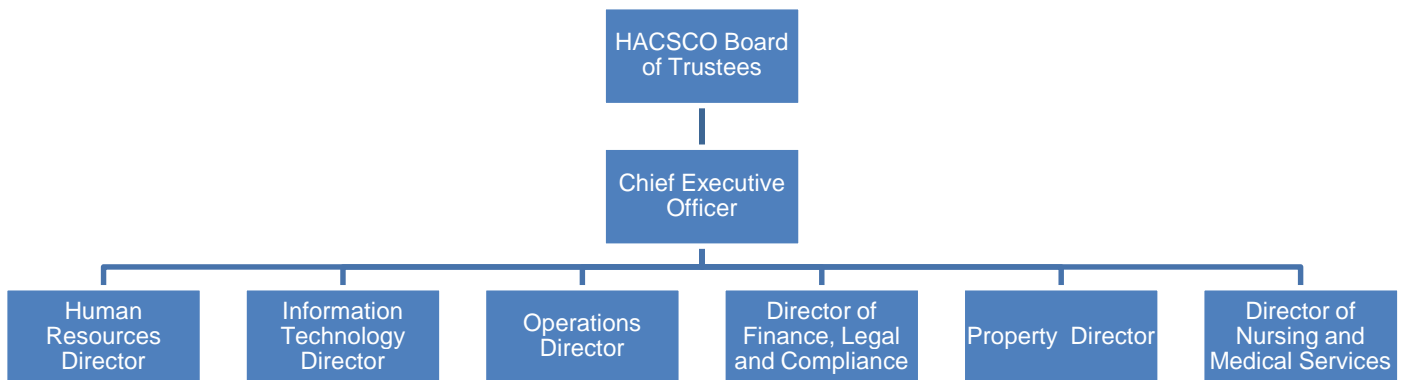 HACSCO Board
of Trustees
Chief Executive
Officer
Human
Resources
Director
Information
Technology
Director
Operations
Director
Director of
Finance, Legal
and Compliance
Property Director
Director of
Nursing and
Medical Services